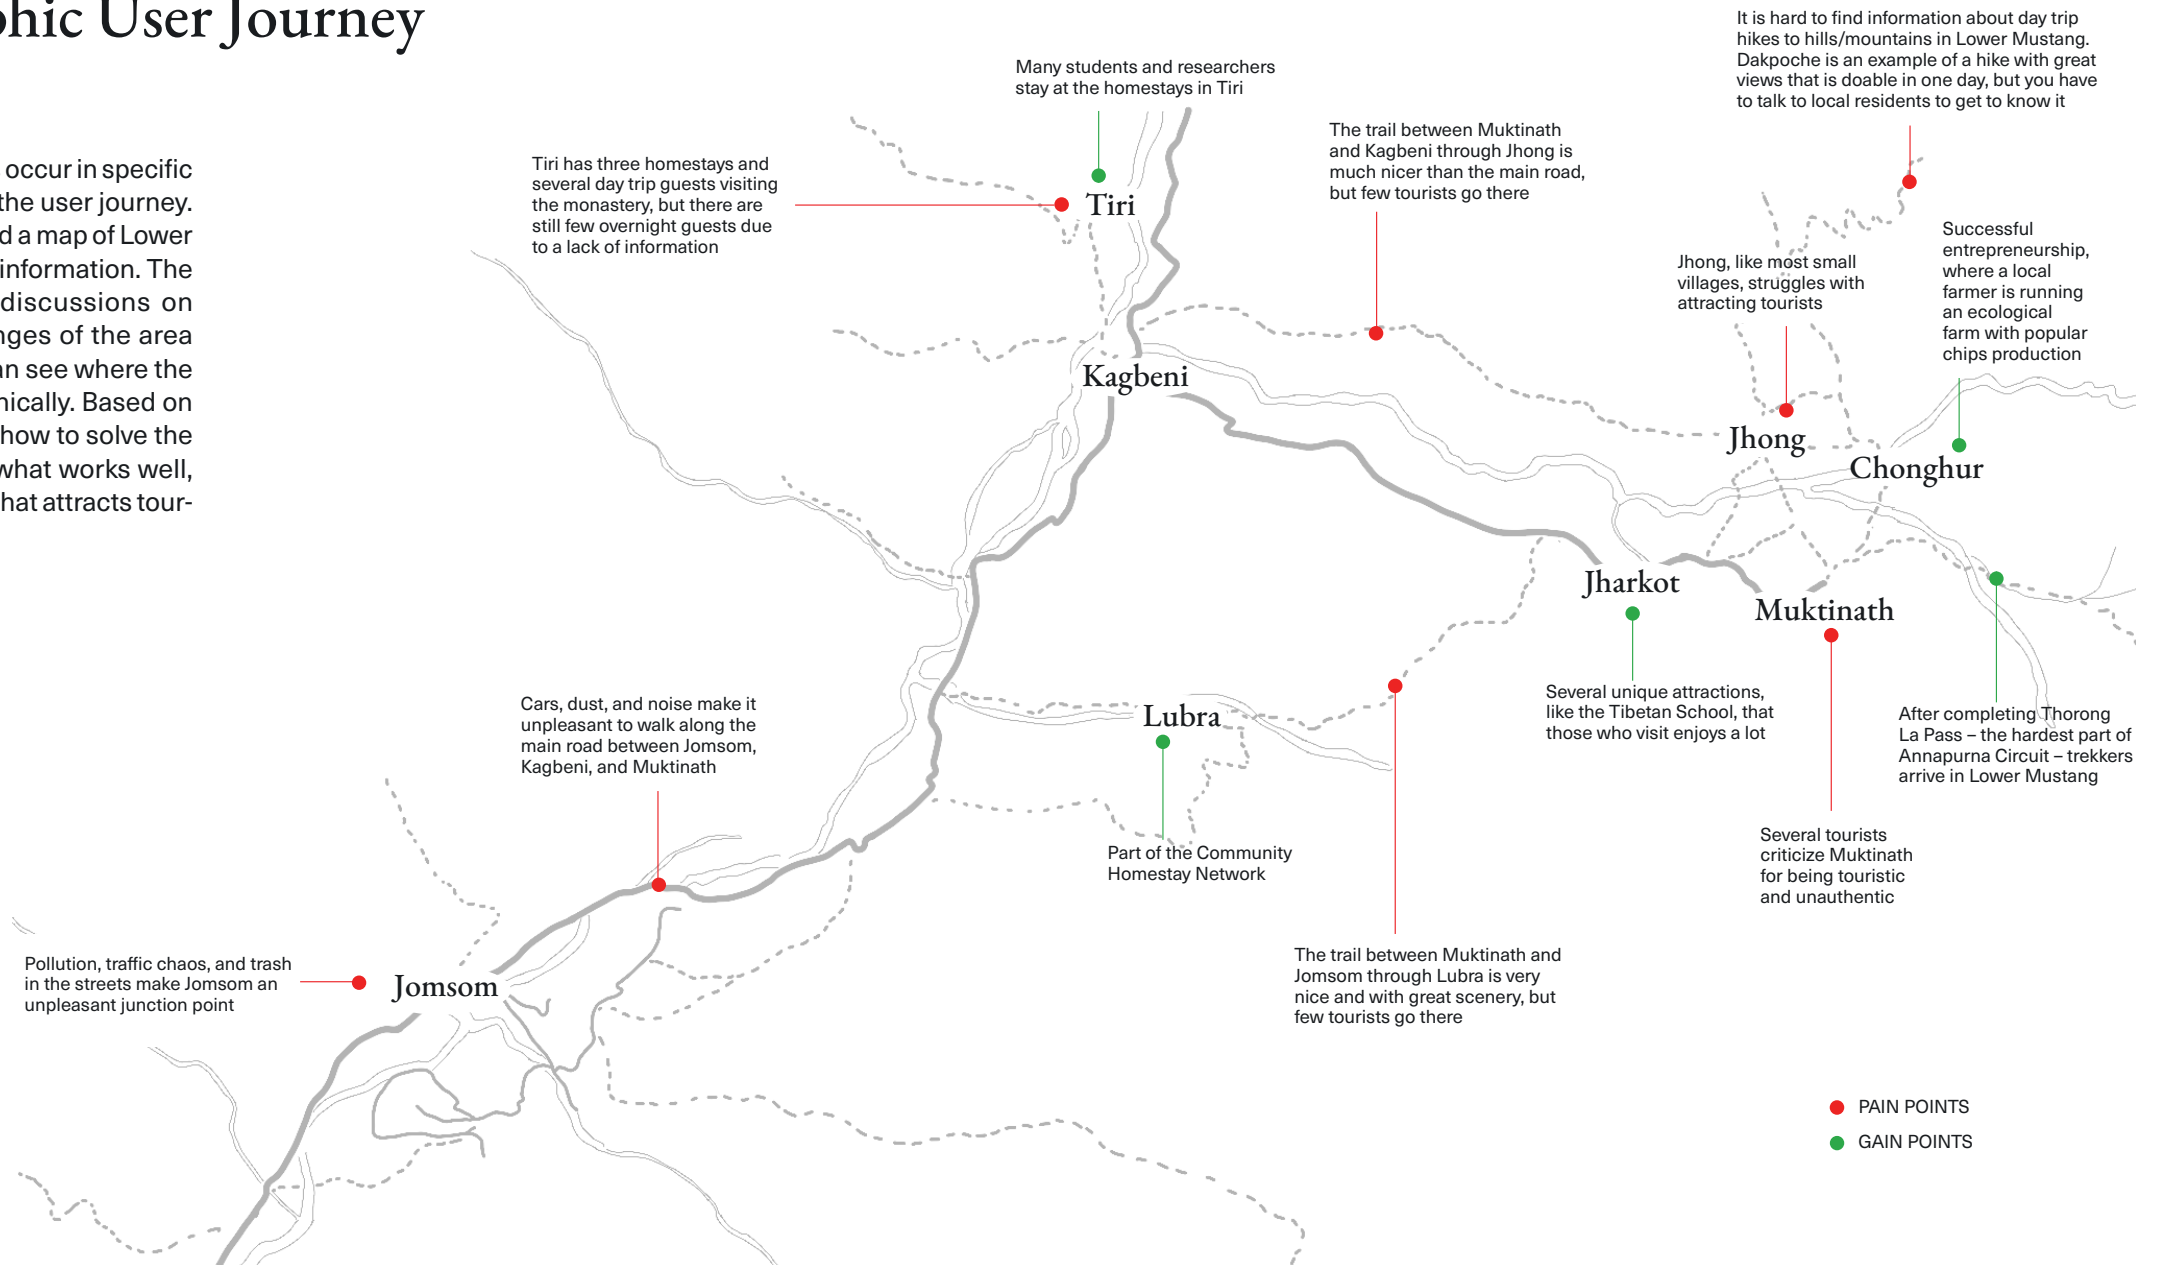 phic User Journey
occur in specific
the user journey.
d a map of Lower
information. The
discussions on
nges of the area
an see where the
nically. Based on
how to solve the
what works well,
hat attracts tour-
Many students and researchers
stay at the homestays in Tiri
Tiri has three homestays and
several day trip guests visiting
the monastery, but there are
still few overnight guests due
to a lack of information
Tiri
The trail between Muktinath
and Kagbeni through Jhong is
much nicer than the main road,
but few tourists go there
It is hard to find information about day trip
hikes to hills/mountains in Lower Mustang.
Dakpoche is an example of a hike with great
views that is doable in one day, but you have
to talk to local residents to get to know it
Jhong, like most small
villages, struggles with
attracting tourists
Successful
entrepreneurship,
where a local
farmer is running
an ecological
farm with popular
chips production
Kagbeni
Jhong
Chonghur
Jharkot
Muktinath
Several unique attractions,
like the Tibetan School, that
those who visit enjoys a lot
After completing Thorong
La Pass – the hardest part of
Annapurna Circuit – trekkers
arrive in Lower Mustang
Several tourists
criticize Muktinath
for being touristic
and unauthentic
Cars, dust, and noise make it
unpleasant to walk along the
main road between Jomsom,
Kagbeni, and Muktinath
Lubra
Part of the Community
Homestay Network
The trail between Muktinath and
Jomsom through Lubra is very
nice and with great scenery, but
few tourists go there
Pollution, traffic chaos, and trash
in the streets make Jomsom an
unpleasant junction point
Jomsom
PAIN POINTS
GAIN POINTS